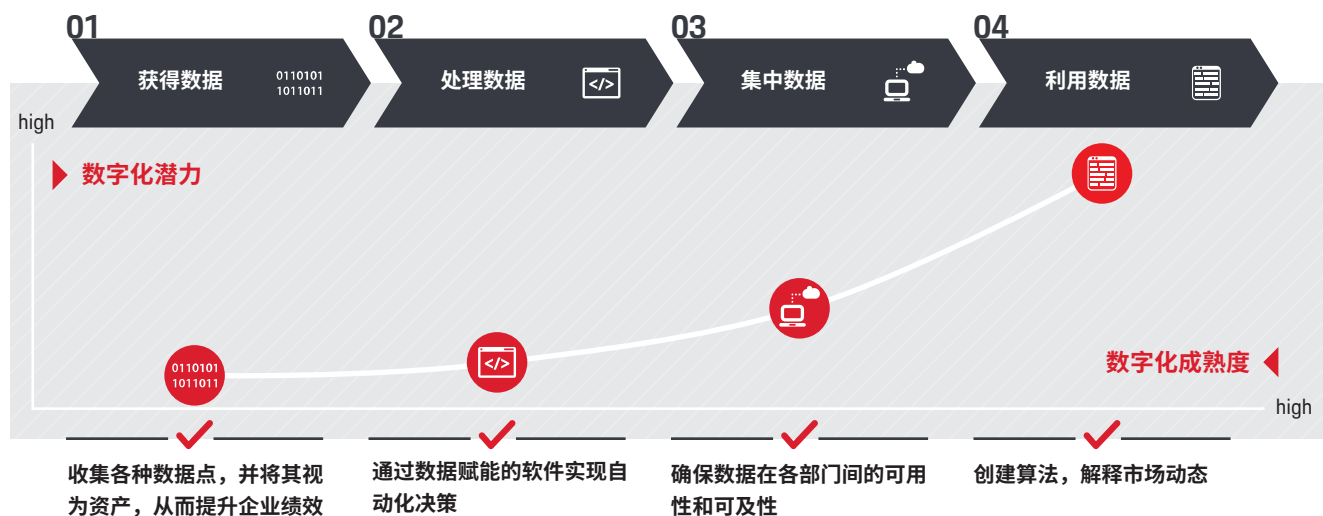 01
02
03
04
获得数据
0110101
1011011
处理数据
</>
集中数据
利用数据
high
数字化潜力
0110101
1011011
</>
数字化成熟度
high
收集各种数据点，并将其视
为资产，从而提升企业绩效
通过数据赋能的软件实现自
动化决策
确保数据在各部门间的可用
性和可及性
创建算法，解释市场动态